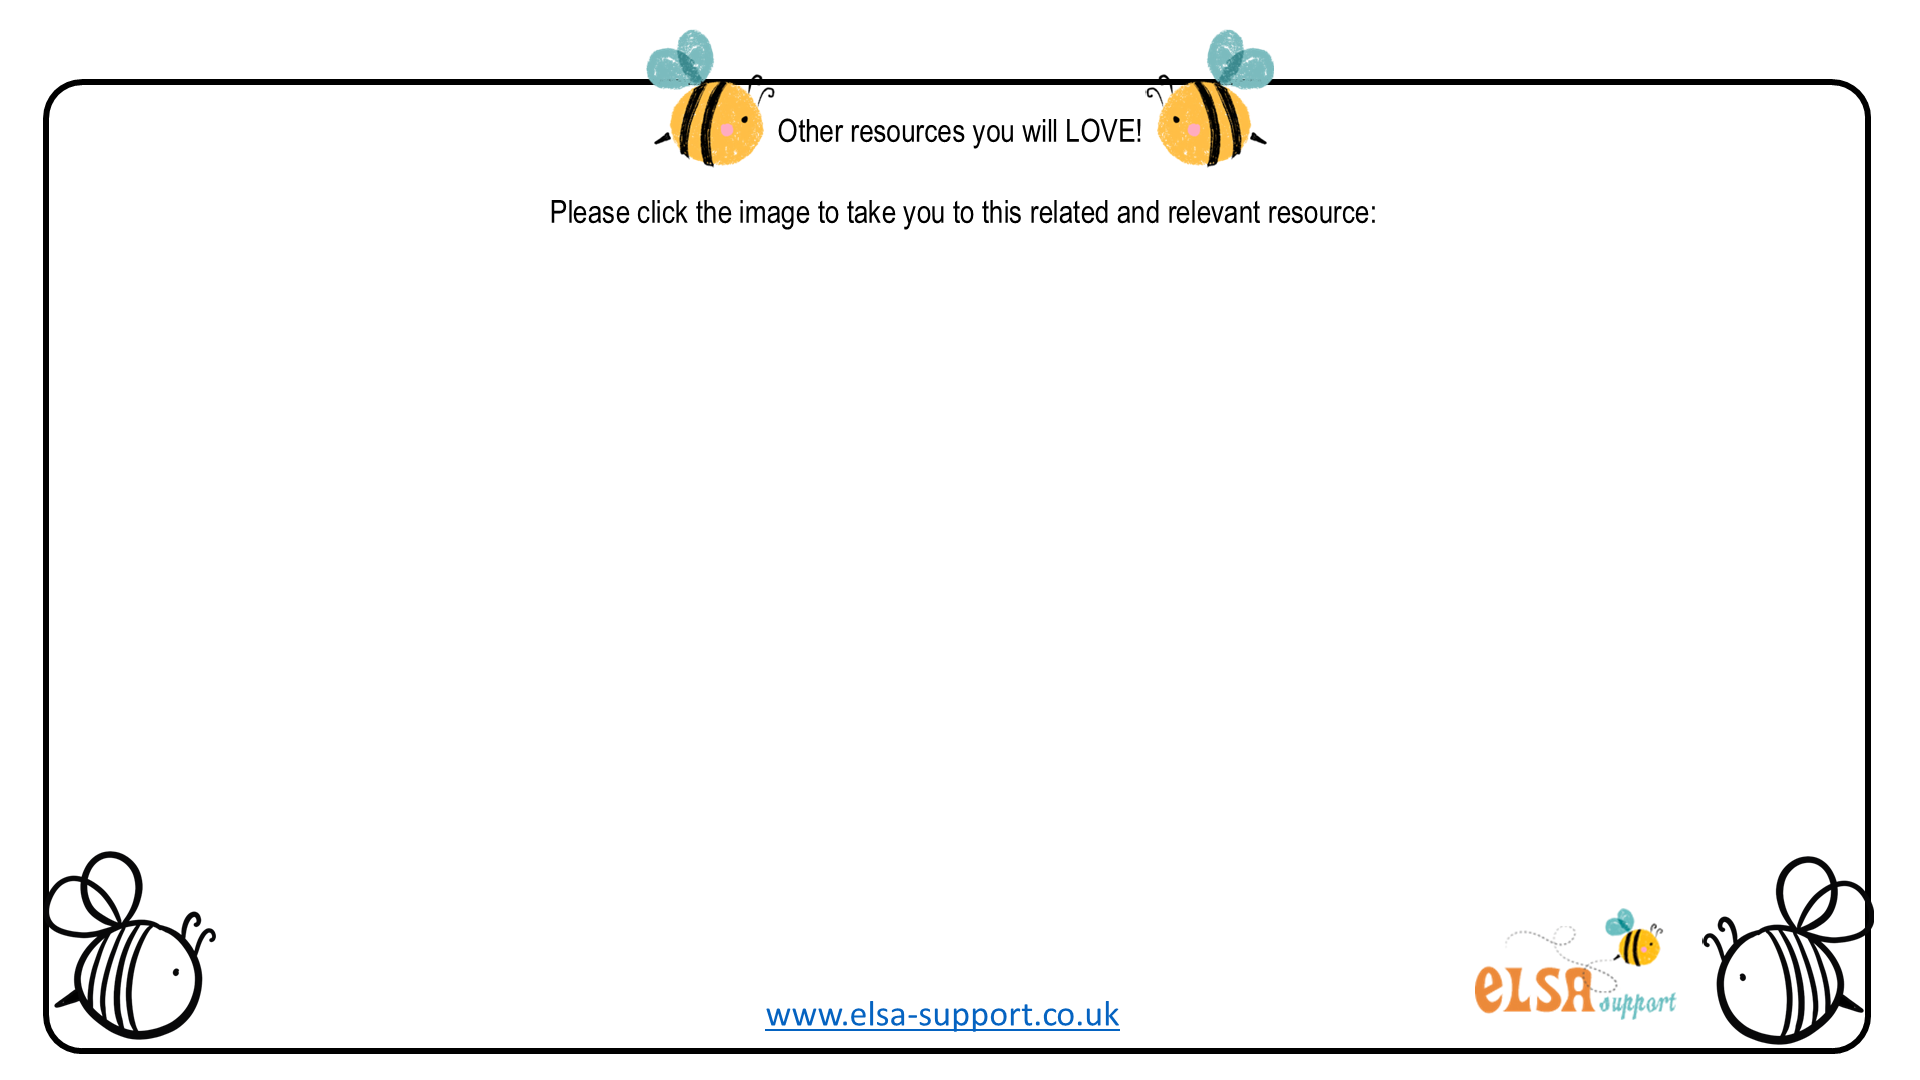 Other resources you will LOVE!
Please click the image to take you to this related and relevant resource:
www.elsa-support.co.uk
eLSA support